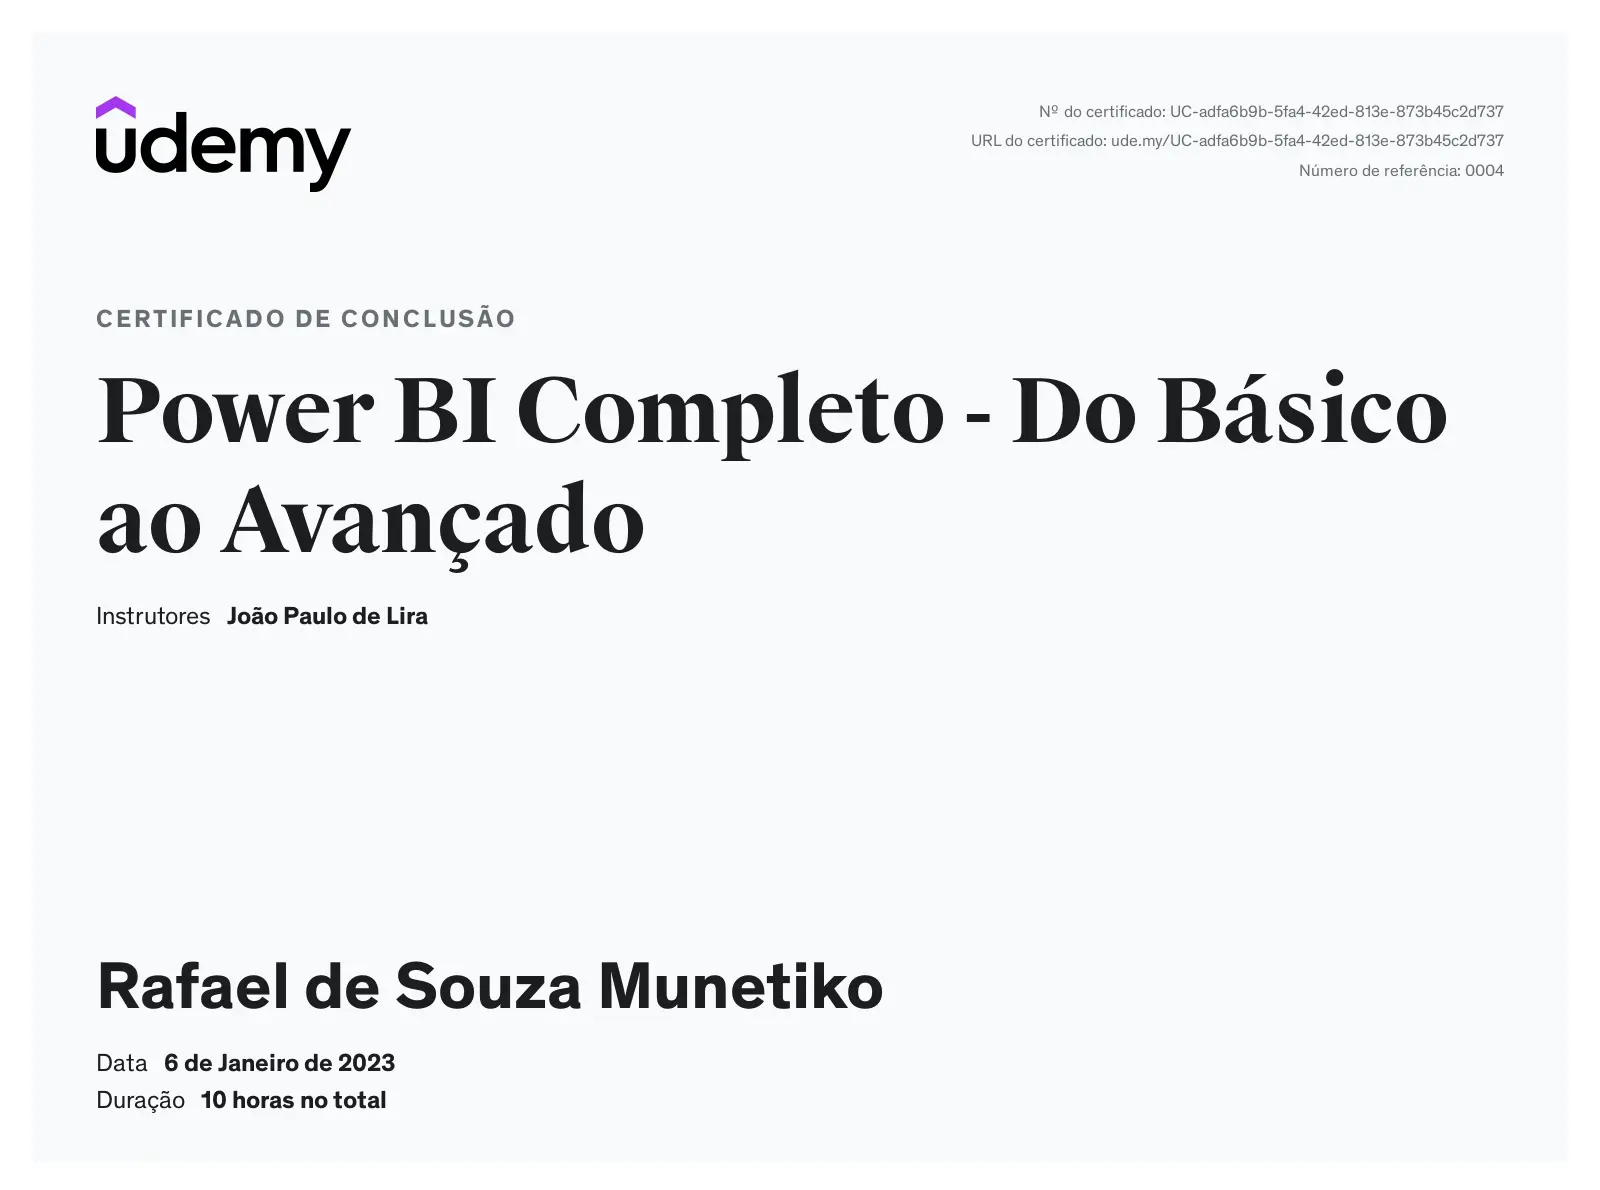 udemy
Nº do certificado: UC-adfa6b9b-5fa4-42ed-813e-873b45c2d737
URL do certificado: ude.my/UC-adfa6b9b-5fa4-42ed-813e-873b45c2d737
Número de referência: 0004
CERTIFICADO DE CONCLUSÃO
Power BI Completo - Do Básico
ao Avançado
Instrutores João Paulo de Lira
Rafael de Souza Munetiko
Data 6 de Janeiro de 2023
Duração 10 horas no total